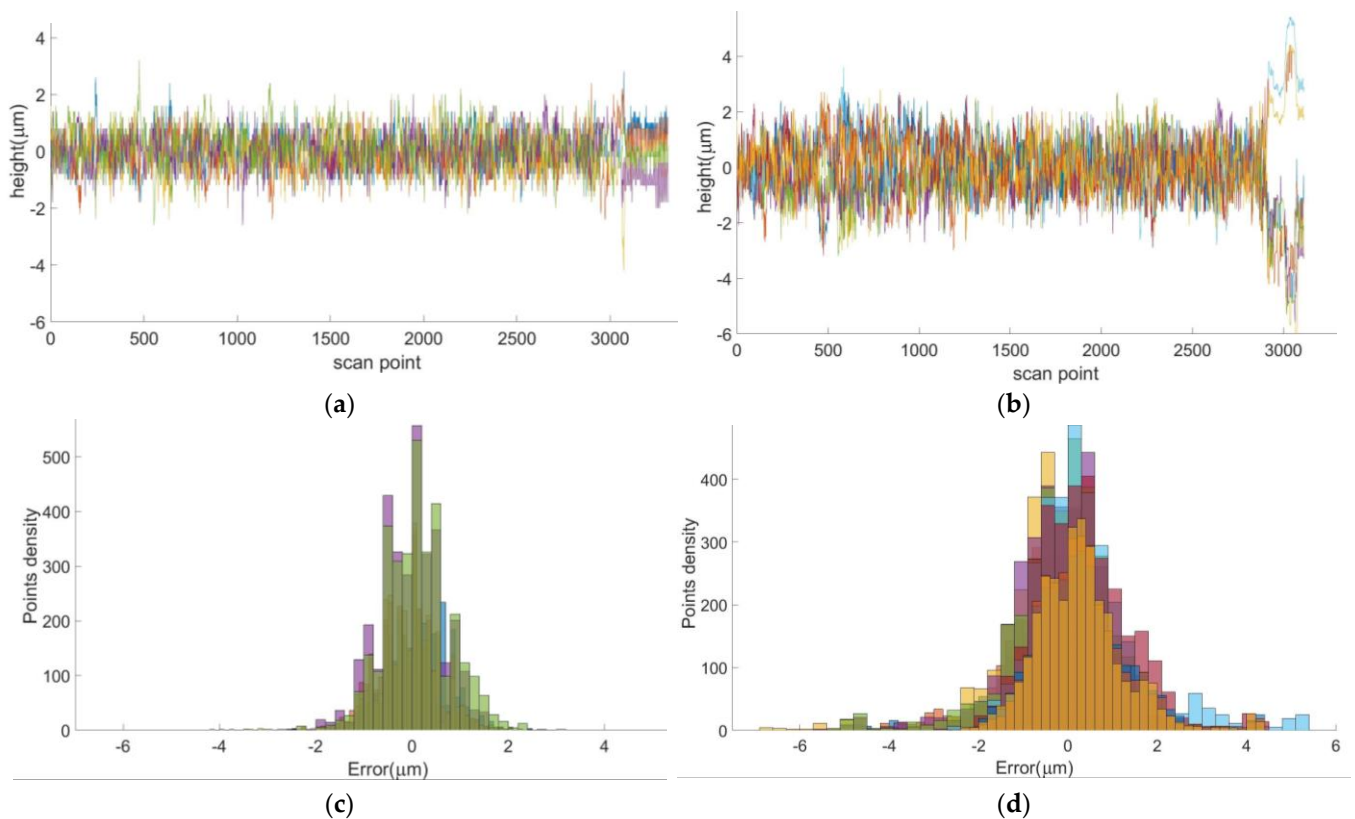 4
2
0
-2
4
-6
height(μm)
0 500 1000 1500 2000 2500 3000
scan point
(a)
4
2
0
-2
-4
-6
height(μm)
0 500 1000 1500 2000 2500 3000
scan point
(b)
500
400
300
200
100
0
Points density
-6 -4 -2 0 2 4
Error(μm)
(c)
400
300
200
100
0
Points density
-6 -4 -2 0 2 4 6
Error(μm)
(d)